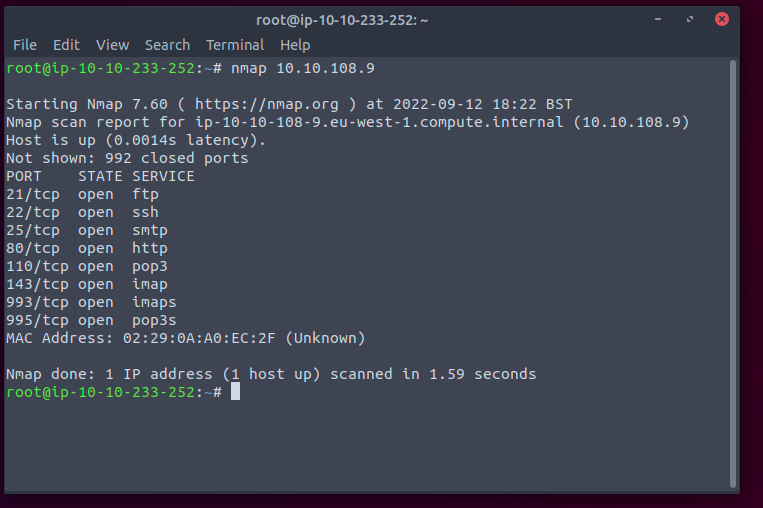 root@ip-10-10-233-252: ~
File Edit View Search Terminal Help
root@ip-10-10-233-252:~# nmap 10.10.108.9
Starting Nmap 7.60 ( https://nmap.org ) at 2022-09-12 18:22 BST
Nmap scan report for ip-10-10-108-9.eu-west-1.compute.internal (10.10.108.9)
Host is up (0.0014s latency).
Not shown: 992 closed ports
PORT    STATE SERVICE
21/tcp  open  ftp
22/tcp  open  ssh
25/tcp  open  smtp
80/tcp  open  http
110/tcp open  pop3
143/tcp open  imap
993/tcp open  imaps
995/tcp open  pop3s
MAC Address: 02:29:0A:A0:EC:2F (Unknown)
Nmap done: 1 IP address (1 host up) scanned in 1.59 seconds
root@ip-10-10-233-252:~#